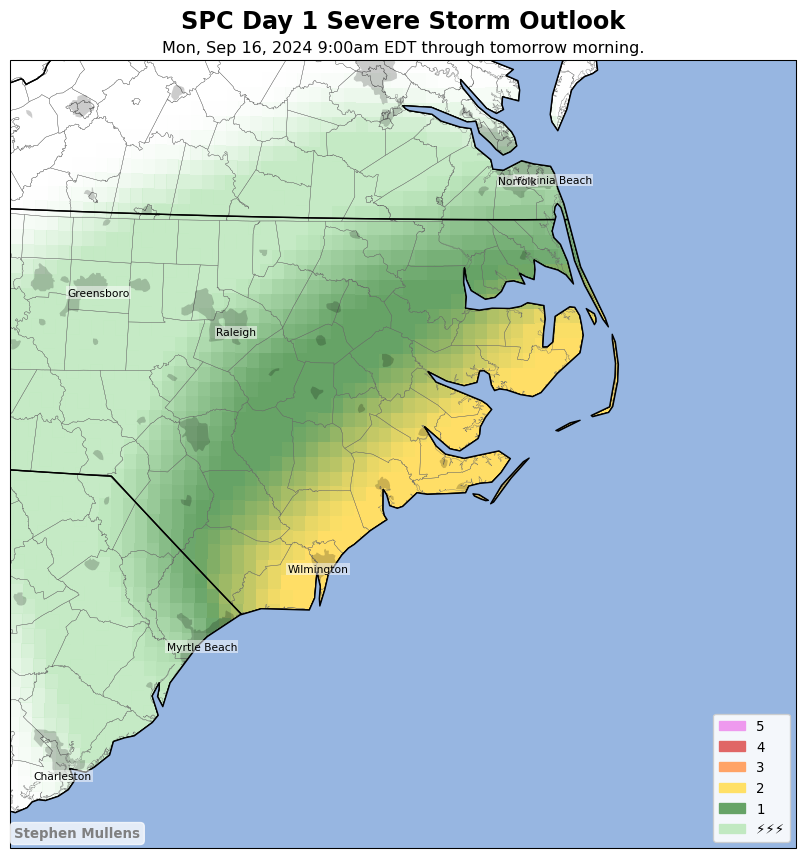 SPC Day 1 Severe Storm Outlook
Mon, Sep 16, 2024 9:00am EDT through tomorrow morning.
Norfolk
inia Beach
Greensboro
Raleigh
Wilmington
Myrtle Beach
Charleston
5
4
3
2
1
⚡⚡⚡
Stephen Mullens